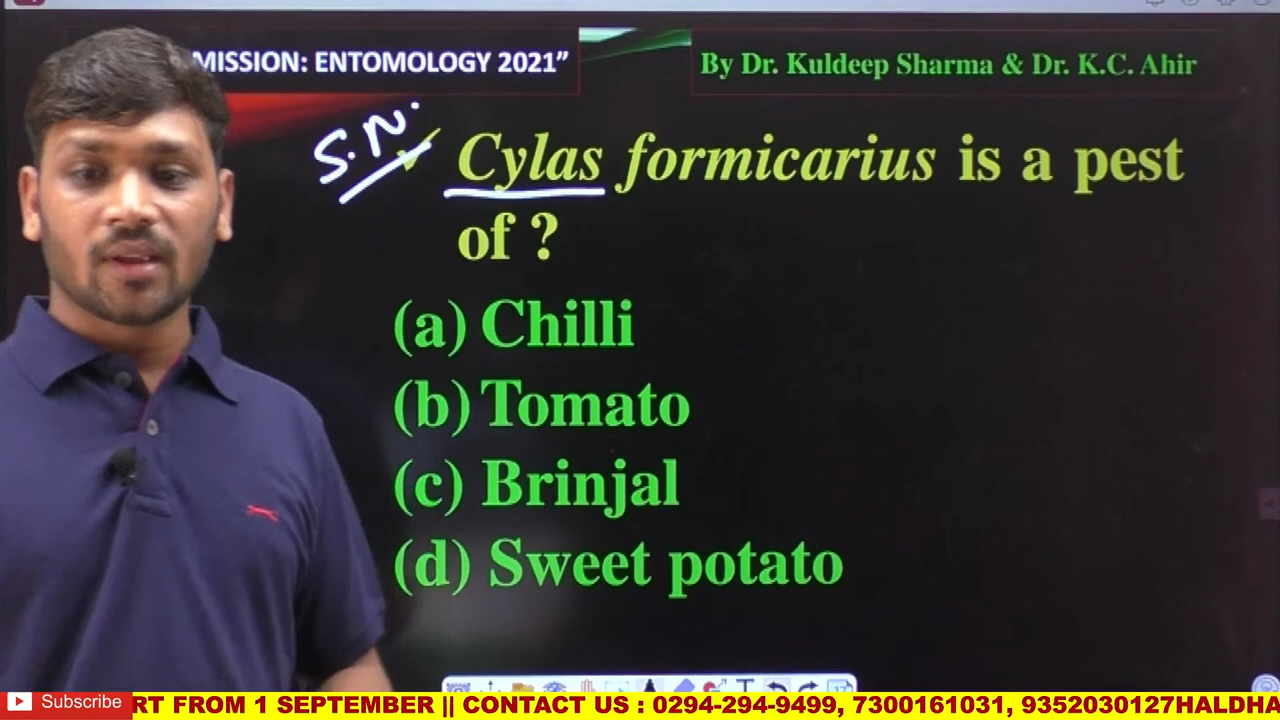 MISSION: ENTOMOLOGY 2021”
By Dr. Kuldeep Sharma & Dr. K.C. Ahir
S.N.
Cylas formicarius is a pest
of ?
(a) Chilli
(b) Tomato
(c) Brinjal
(d) Sweet potato
Subscribe
RT FROM 1 SEPTEMBER || CONTACT US : 0294-294-9499, 7300161031, 9352030127HALDHA